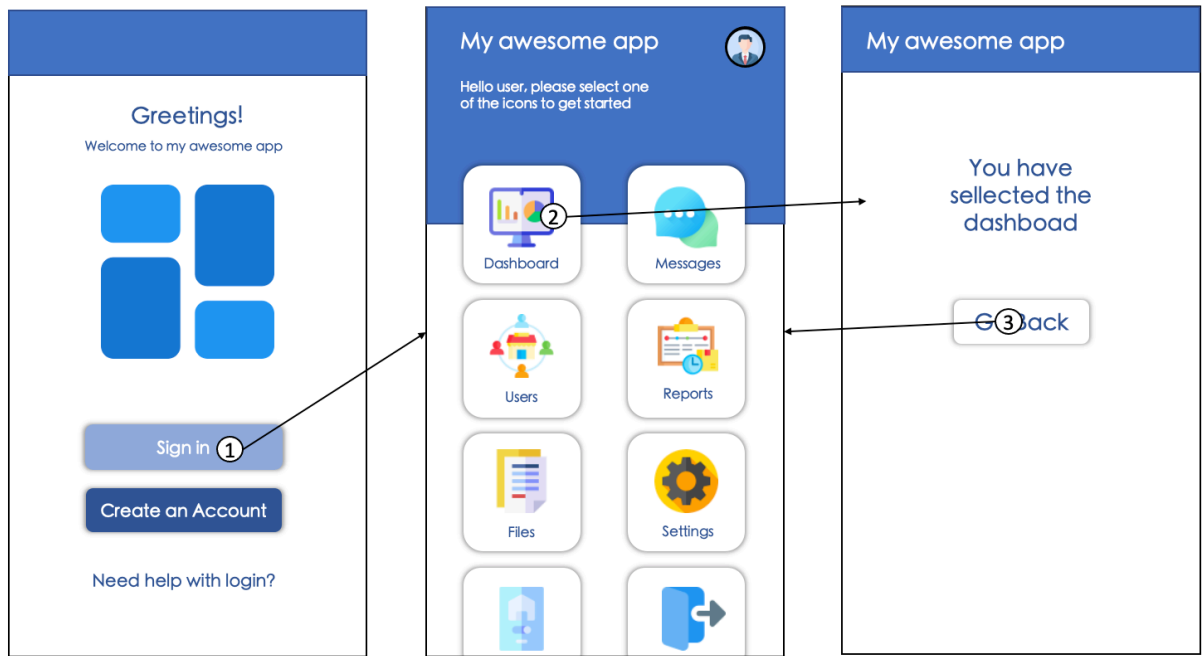 Greetings!
Welcome to my awesome app
Sign in 1
Create an Account
Need help with login?
My awesome app
Hello user, please select one
of the icons to get started
2
Dashboard
Messages
Users
Reports
Files
Settings
My awesome app
You have
sellected the
dashboad
G 3 Back